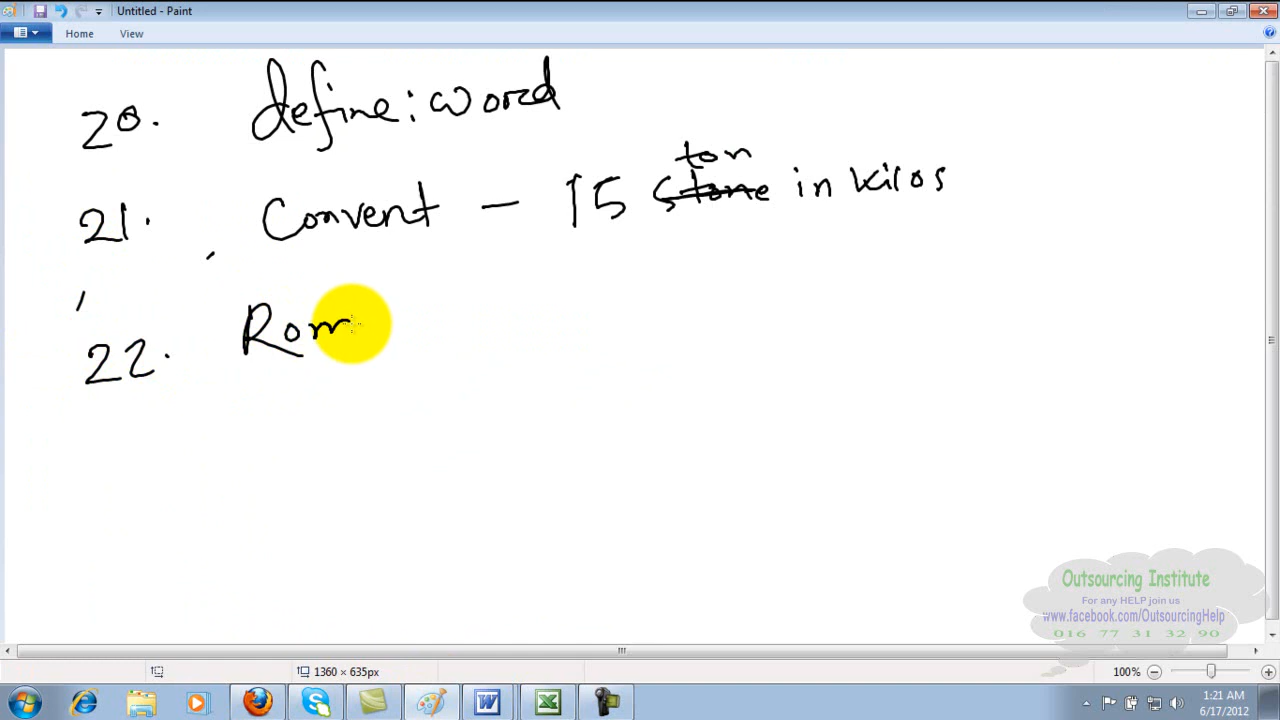 Untitled - Paint
Home View
20. define:word
ton
21. Convent - 15 stone in kilos
22. Rom
Outsourcing Institute
For any HELP join us
www.facebook.com/OutsourcingHelp
016 77 31 32 90
1360 × 635px
100%
1:21 AM
6/17/2012